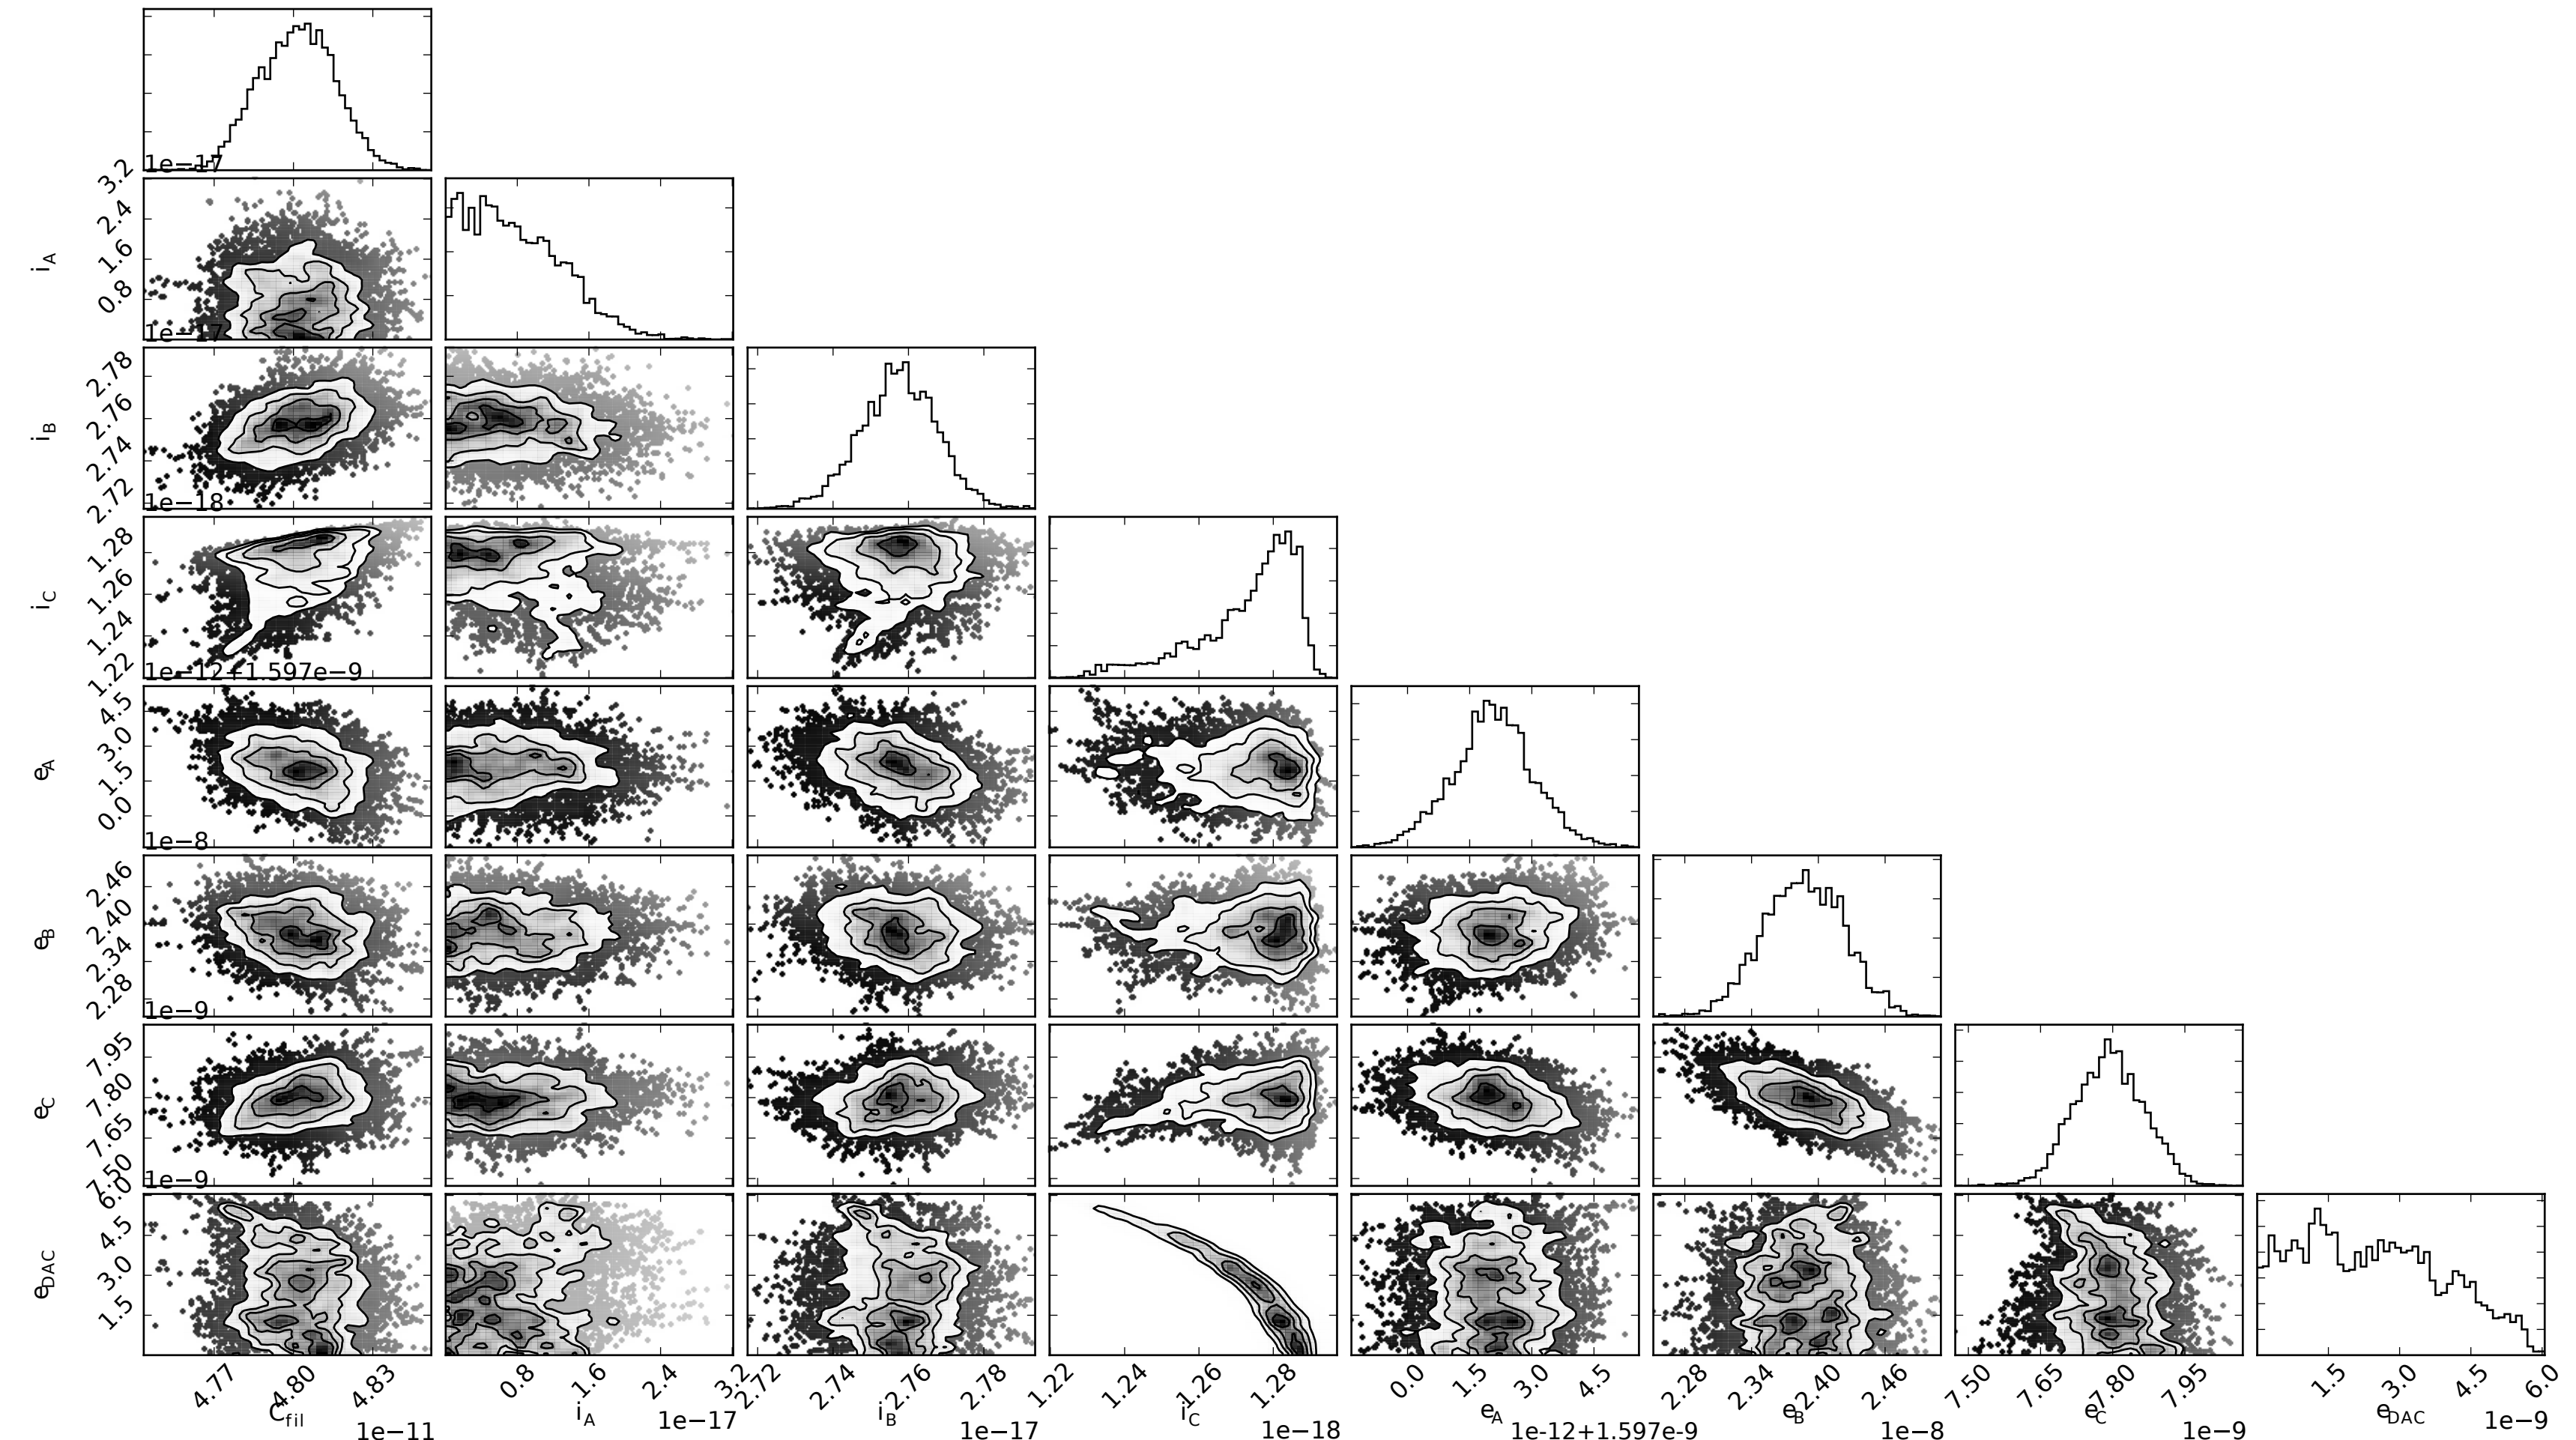 1e−17
3.2
2.4
1.6
0.8
i_A
1e−17
2.78
2.76
2.74
2.72
i_B
1e−18
1.28
1.26
1.24
1.22
i_C
1e−12+1.597e−9
4.5
3.0
1.5
0.0
e_A
1e−8
2.46
2.40
2.34
2.28
e_B
1e−9
7.95
7.80
7.65
7.50
e_C
1e−9
6.0
4.5
3.0
1.5
e_DAC
4.77 4.80 4.83 0.8 1.6 2.4 3.2 2.72 2.74 2.76 2.78 1.22 1.24 1.26 1.28 0.0 1.5 3.0 4.5 2.28 2.34 2.40 2.46 7.50 7.65 7.80 7.95 1.5 3.0 4.5 6.0
C_fil i_A i_B i_C e_A e_B e_C e_DAC
1e−11 1e−17 1e−17 1e−18 1e-12+1.597e-9 1e−8 1e−9 1e−9